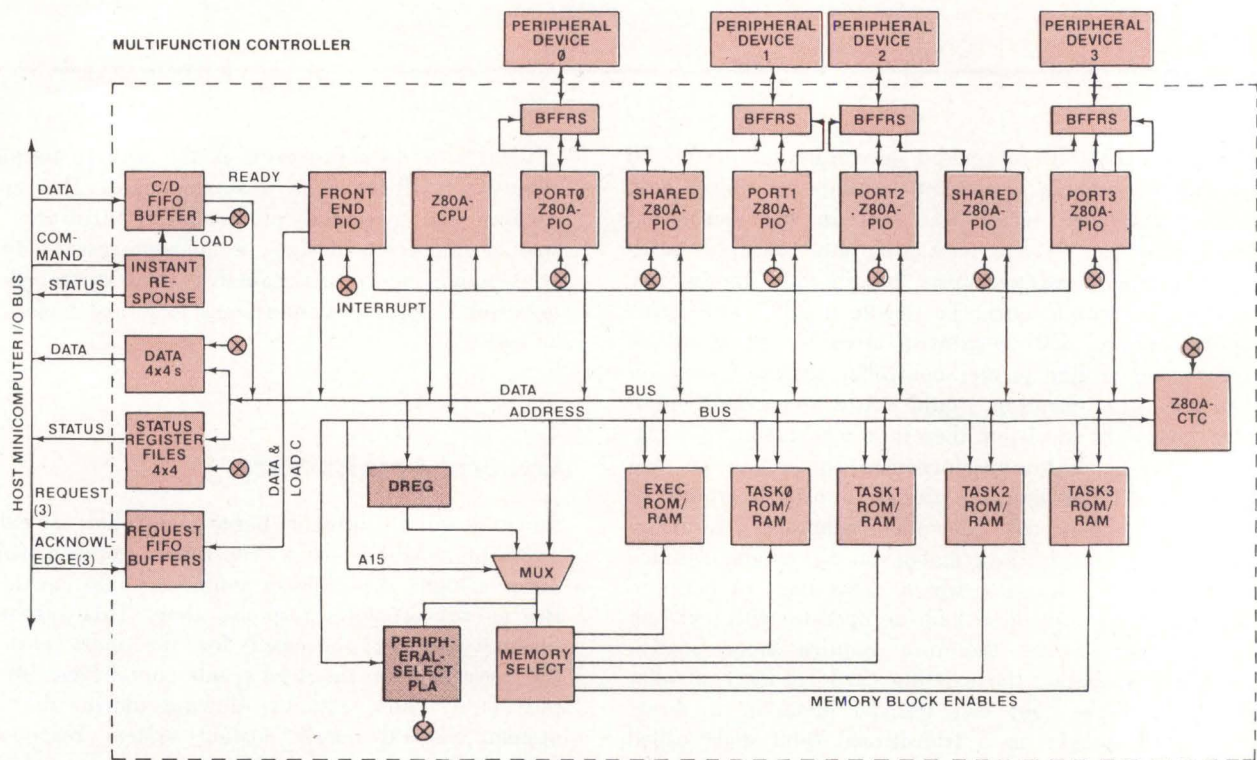 MULTIFUNCTION CONTROLLER
PERIPHERAL
DEVICE
0
PERIPHERAL
DEVICE
1
PERIPHERAL
DEVICE
2
PERIPHERAL
DEVICE
3
BFFRS
BFFRS
BFFRS
BFFRS
HOST MINICOMPUTER I/O BUS
DATA
C/D
FIFO
BUFFER
READY
LOAD
COM-
MAND
INSTANT
RE-
SPONSE
STATUS
FRONT
END
PIO
INTERRUPT
Z80A-
CPU
PORT0
Z80A-
PIO
SHARED
Z80A-
PIO
PORT1
Z80A-
PIO
PORT2
Z80A-
PIO
SHARED
Z80A-
PIO
PORT3
Z80A-
PIO
DATA
DATA
4x4s
STATUS
STATUS
REGISTER
FILES
4x4
REQUEST
(3)
ACKNOWL-
EDGE(3)
REQUEST
FIFO
BUFFERS
DATA &
LOAD C
DATA BUS
ADDRESS BUS
Z80A-
CTC
DREG
A15
MUX
PERIPH-
ERAL-
SELECT
PLA
MEMORY
SELECT
EXEC
ROM/
RAM
TASK0
ROM/
RAM
TASK1
ROM/
RAM
TASK2
ROM/
RAM
TASK3
ROM/
RAM
MEMORY BLOCK ENABLES